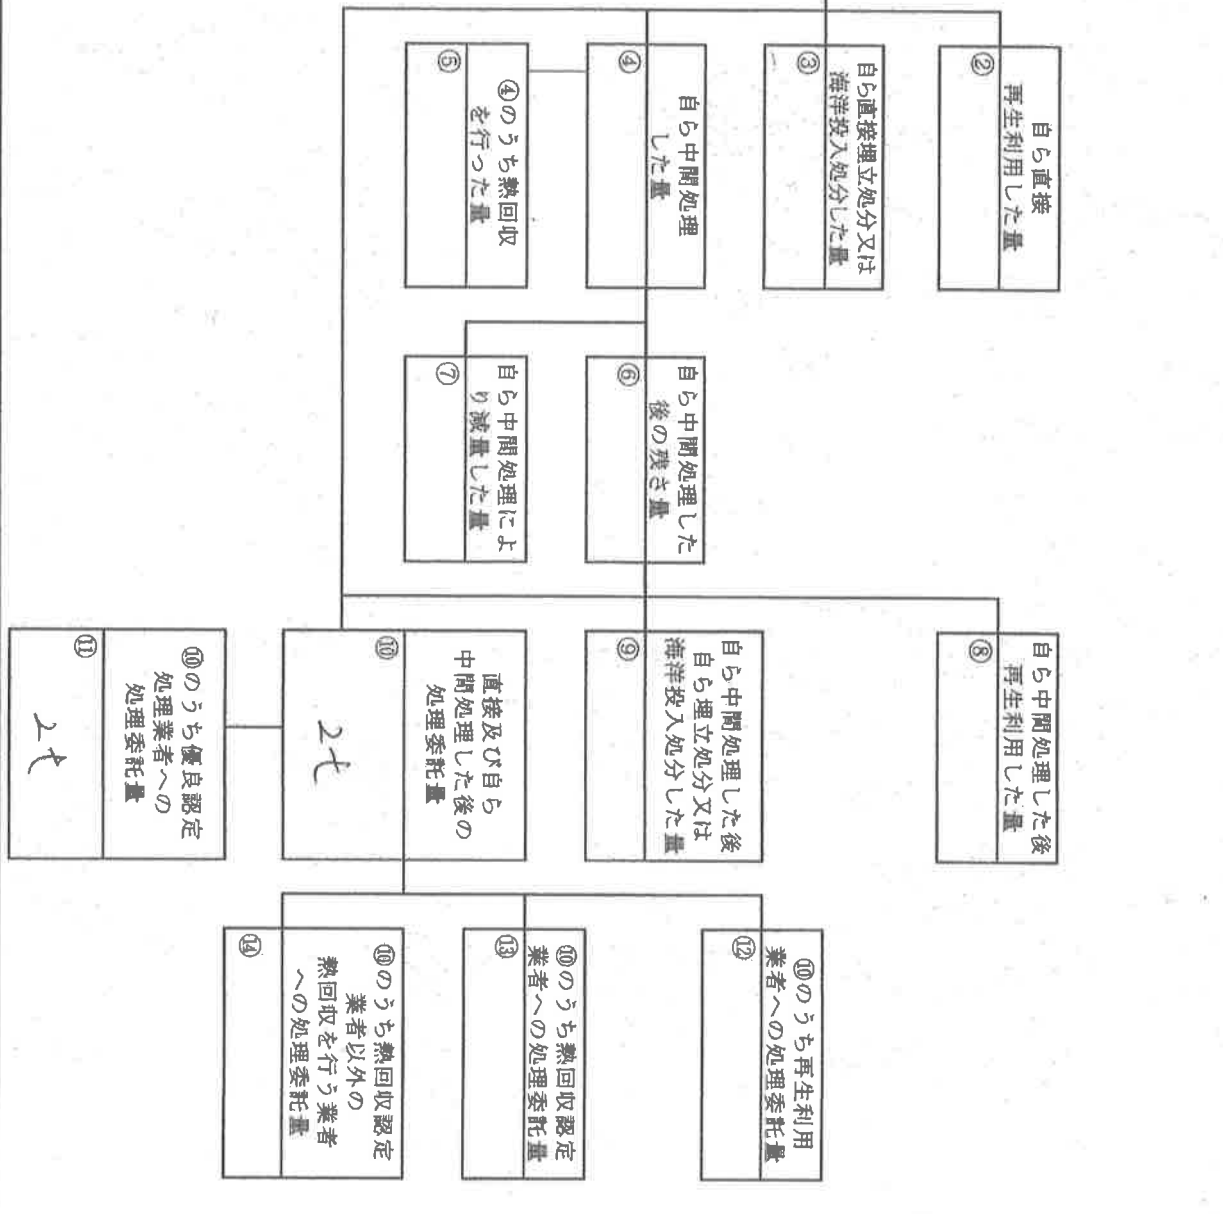 自ら直接
再生利用した量
②
自ら直接埋立処分又は
海洋投入処分した量
③
自ら中間処理
した量
④
④のうち熱回収
を行った量
⑤
自ら中間処理した
後の残さ量
⑥
自ら中間処理によ
り減量した量
⑦
自ら中間処理した後
再生利用した量
⑧
自ら中間処理した後
自ら埋立処分又は
海洋投入処分した量
⑨
直接及び自ら
中間処理した後の
処理委託量
⑩
2t
⑩のうち優良認定
処理業者への
処理委託量
⑪
2t
⑩のうち再生利用
業者への処理委託量
⑫
⑩のうち熱回収認定
業者への処理委託量
⑬
⑩のうち熱回収認定
業者以外の
熱回収を行う業者
への処理委託量
⑭